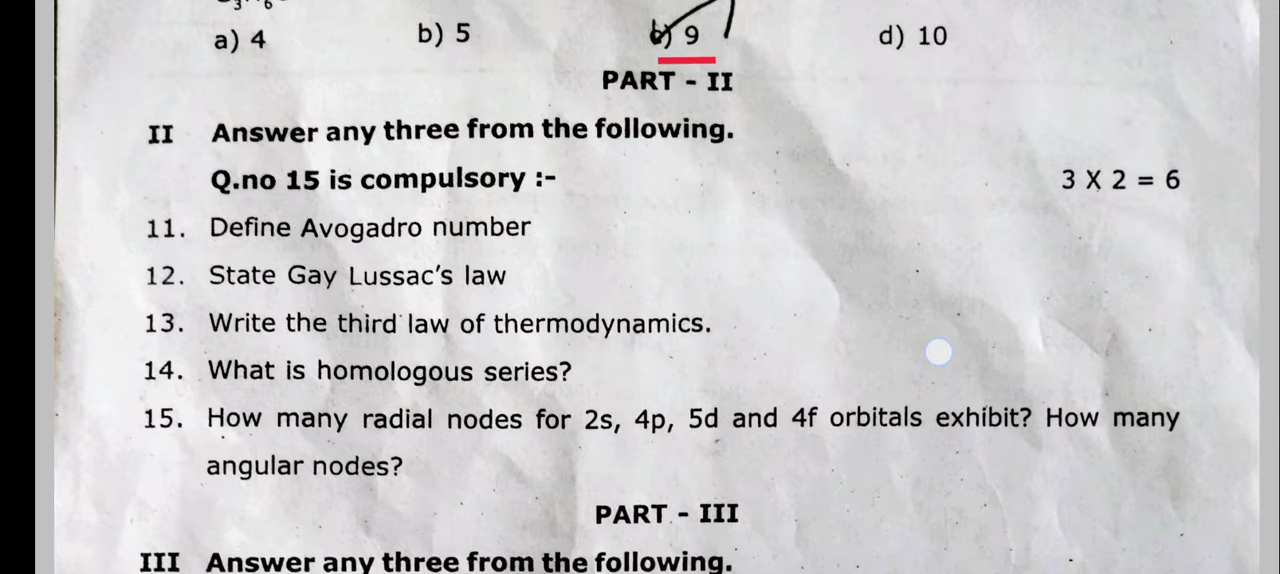 a) 4 b) 5 9 d) 10
PART - II
II Answer any three from the following.
Q.no 15 is compulsory :- 3 X 2 = 6
11. Define Avogadro number
12. State Gay Lussac's law
13. Write the third law of thermodynamics.
14. What is homologous series?
15. How many radial nodes for 2s, 4p, 5d and 4f orbitals exhibit? How many
angular nodes?
PART - III
III Answer any three from the following.